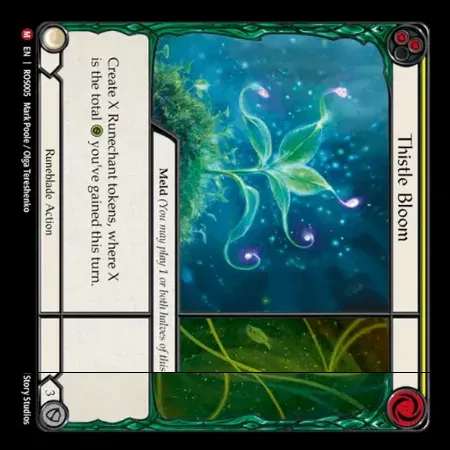 Thistle Bloom
Meld (You may play 1 or both halves of this
Create X Runechant tokens, where X
is the total you've gained this turn.
Runeblade Action
3
M EN | ROS005 Mark Poole / Olga Tereshenko
Story Studios